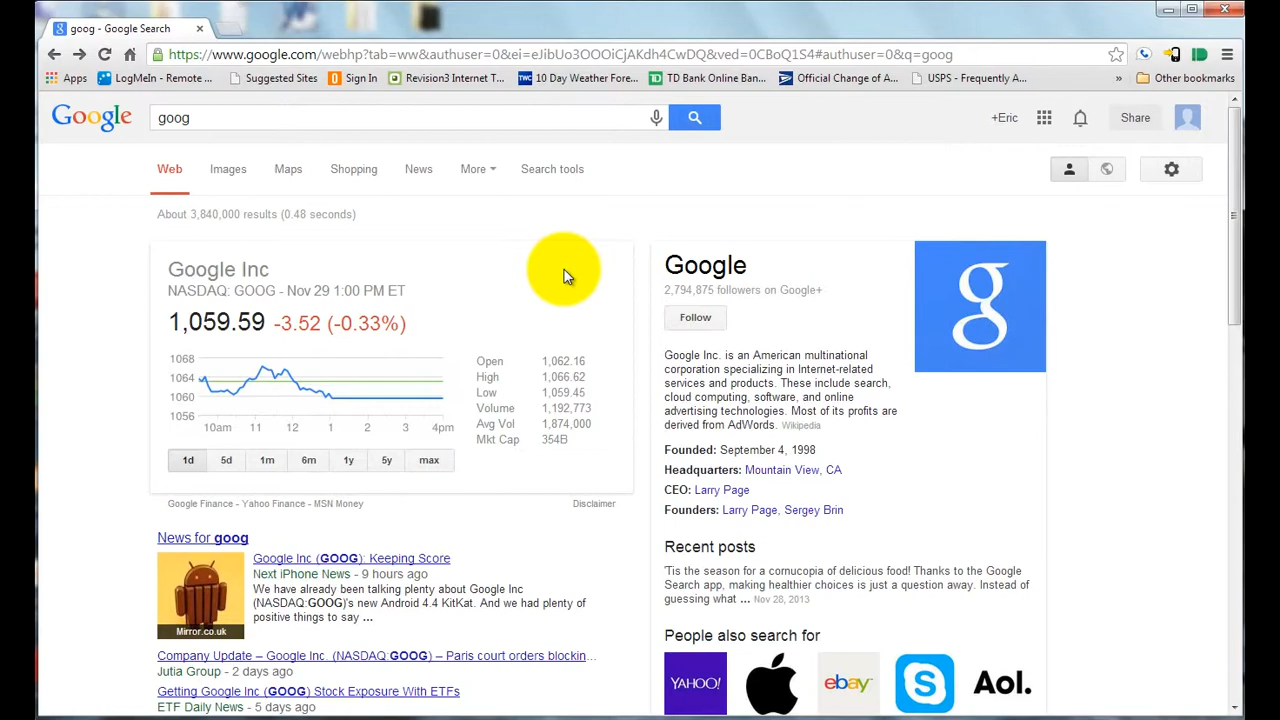 goog - Google Search
https://www.google.com/webhp?tab=ww&authuser=0&ei=eJibUo3OOOiCjAKdh4CwDQ&ved=0CBoQ1S4#authuser=0&q=goog
Apps LogMeIn - Remote ... Suggested Sites Sign In Revision3 Internet T... 10 Day Weather Fore... TD Bank Online Ban... Official Change of A... USPS - Frequently A... » Other bookmarks
Google goog +Eric Share
Web Images Maps Shopping News More Search tools
About 3,840,000 results (0.48 seconds)
Google Inc
NASDAQ: GOOG - Nov 29 1:00 PM ET
1,059.59 -3.52 (-0.33%)
1068
1064
1060
1056
10am 11 12 1 2 3 4pm
Open 1,062.16
High 1,066.62
Low 1,059.45
Volume 1,192,773
Avg Vol 1,874,000
Mkt Cap 354B
1d 5d 1m 6m 1y 5y max
Google Finance - Yahoo Finance - MSN Money Disclaimer
News for goog
Google Inc (GOOG): Keeping Score
Next iPhone News - 9 hours ago
We have already been talking plenty about Google Inc
(NASDAQ:GOOG)'s new Android 4.4 KitKat. And we had plenty of
positive things to say ...
Mirror.co.uk
Company Update – Google Inc. (NASDAQ:GOOG) – Paris court orders blockin...
Jutia Group - 2 days ago
Getting Google Inc (GOOG) Stock Exposure With ETFs
ETF Daily News - 5 days ago
Google
2,794,875 followers on Google+
Follow
g
Google Inc. is an American multinational
corporation specializing in Internet-related
services and products. These include search,
cloud computing, software, and online
advertising technologies. Most of its profits are
derived from AdWords. Wikipedia
Founded: September 4, 1998
Headquarters: Mountain View, CA
CEO: Larry Page
Founders: Larry Page, Sergey Brin
Recent posts
'Tis the season for a cornucopia of delicious food! Thanks to the Google
Search app, making healthier choices is just a question away. Instead of
guessing what ... Nov 28, 2013
People also search for
YAHOO! ebay S Aol.